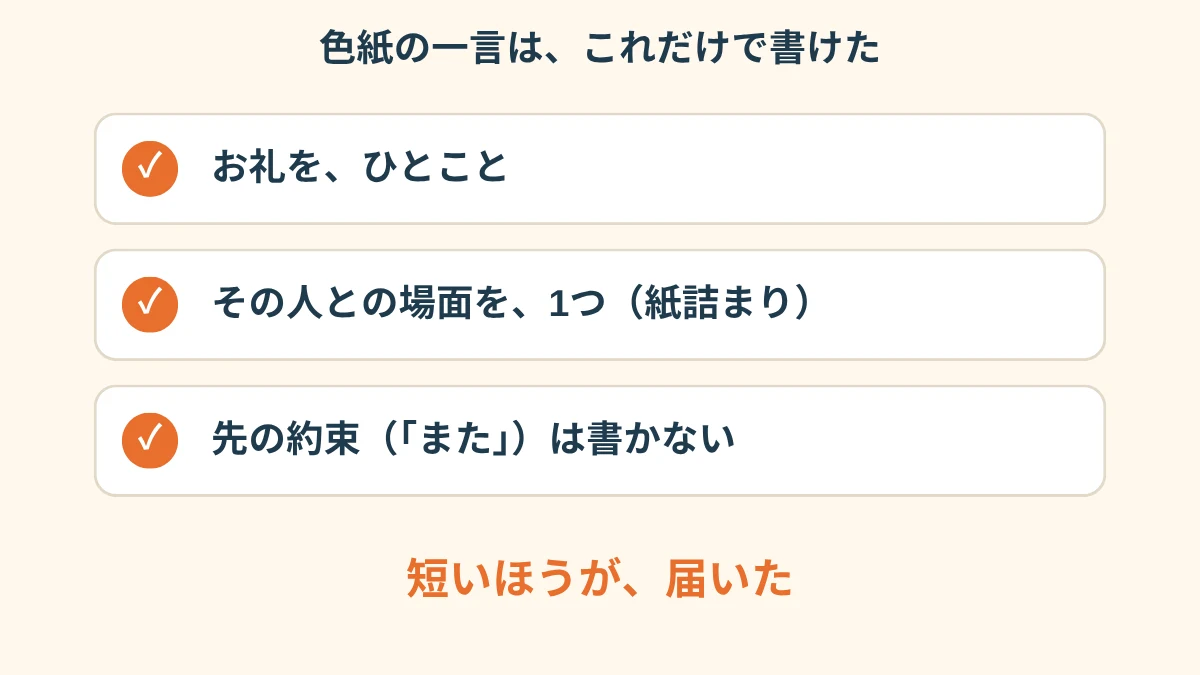 色紙の一言は、これだけで書けた
✓ お礼を、ひとこと
✓ その人との場面を、1つ（紙詰まり）
✓ 先の約束（「また」）は書かない
短いほうが、届いた